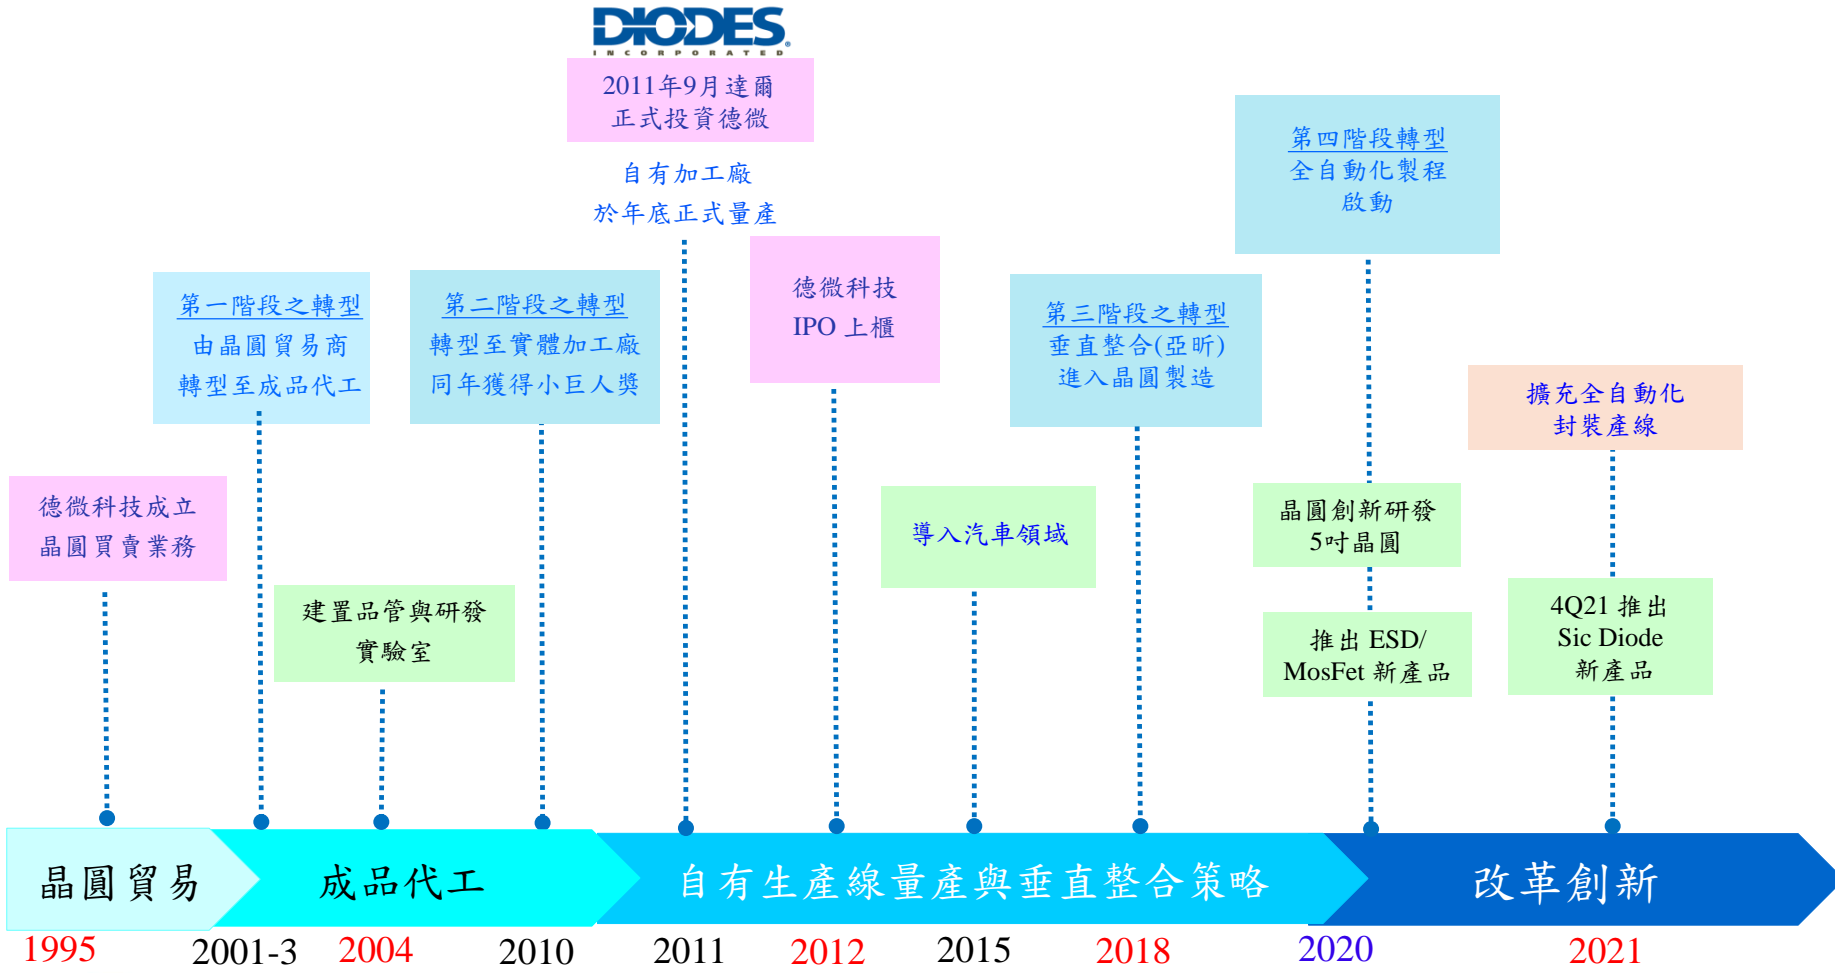 DIODES
INCORPORATED
2011年9月達爾
正式投資德微
自有加工廠
於年底正式量產
第四階段轉型
全自動化製程
啟動
第一階段之轉型
由晶圓貿易商
轉型至成品代工
第二階段之轉型
轉型至實體加工廠
同年獲得小巨人獎
德微科技
IPO 上櫃
第三階段之轉型
垂直整合(亞昕)
進入晶圓製造
擴充全自動化
封裝產線
德微科技成立
晶圓買賣業務
建置品管與研發
實驗室
導入汽車領域
晶圓創新研發
5吋晶圓
推出 ESD/
MosFet 新產品
4Q21 推出
Sic Diode
新產品
晶圓貿易
成品代工
自有生產線量產與垂直整合策略
改革創新
1995
2001-3
2004
2010
2011
2012
2015
2018
2020
2021